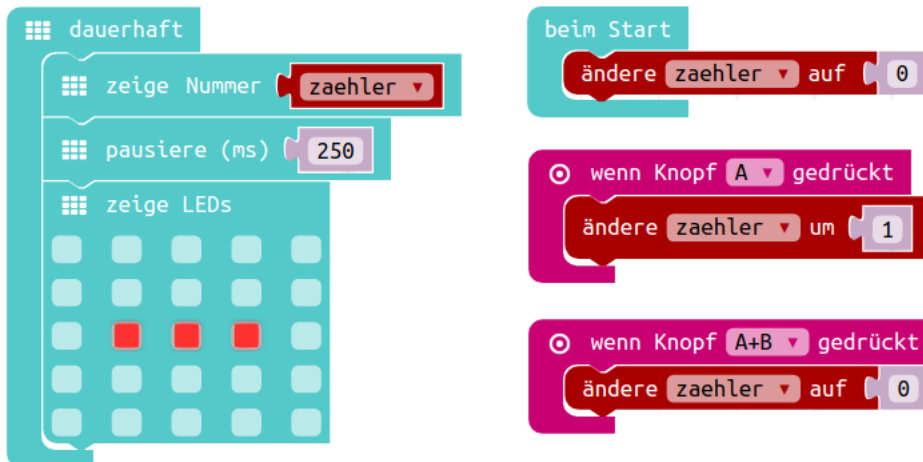 dauerhaft
zeige Nummer zaehler
pausiere (ms) 250
zeige LEDs
beim Start
ändere zaehler auf 0
wenn Knopf A gedrückt
ändere zaehler um 1
wenn Knopf A+B gedrückt
ändere zaehler auf 0